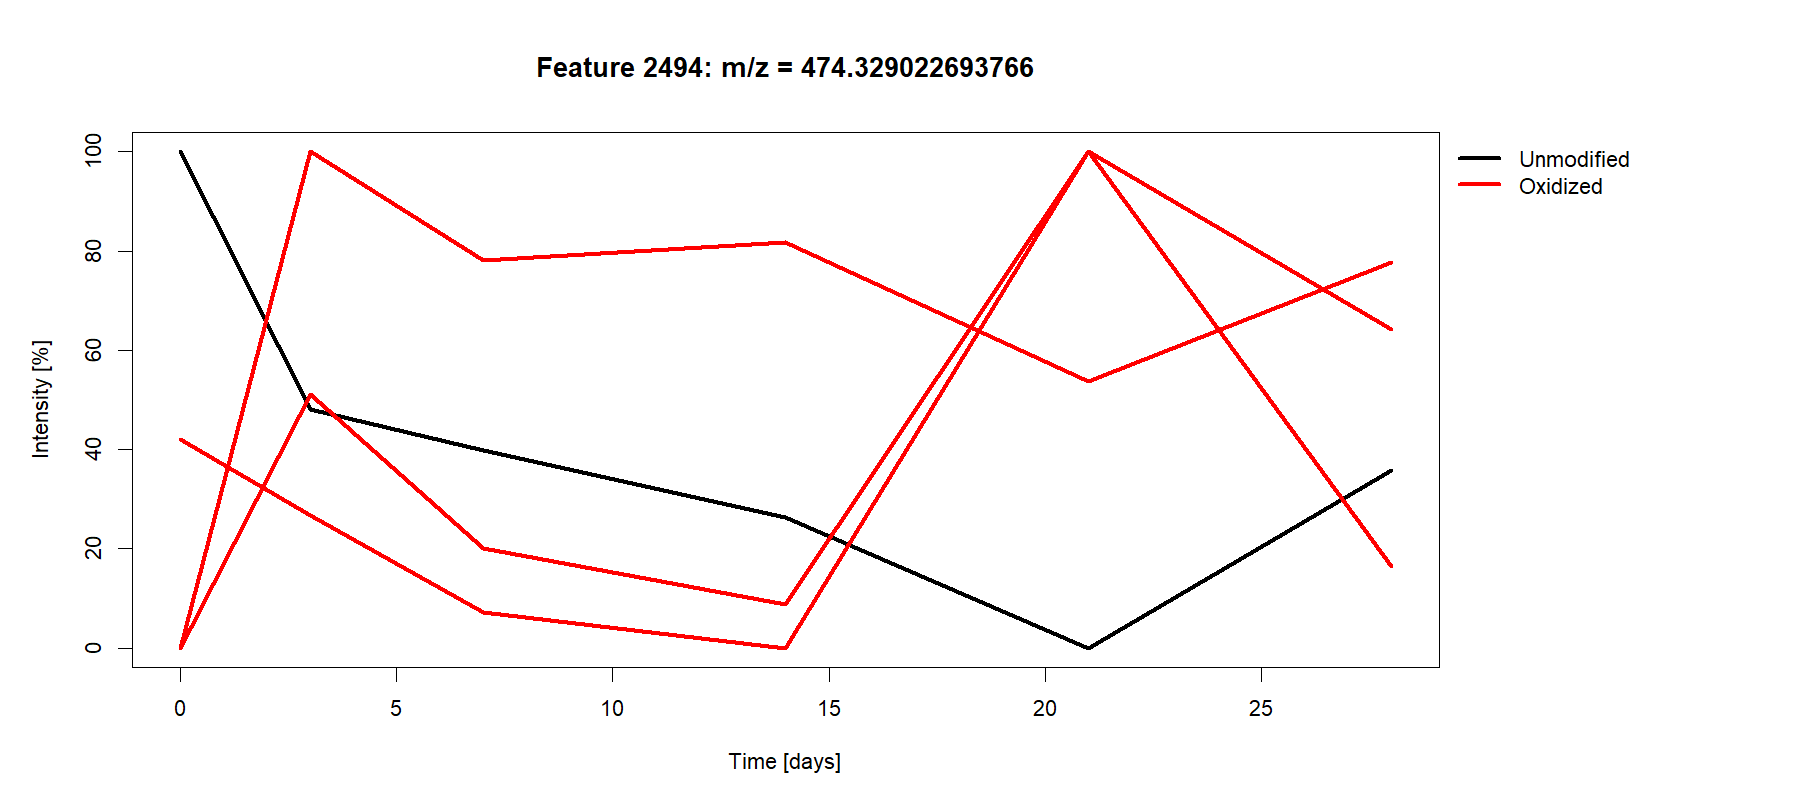 Feature 2494: m/z = 474.329022693766
Unmodified
Oxidized
Intensity [%]
100
80
60
40
20
0
0 5 10 15 20 25
Time [days]